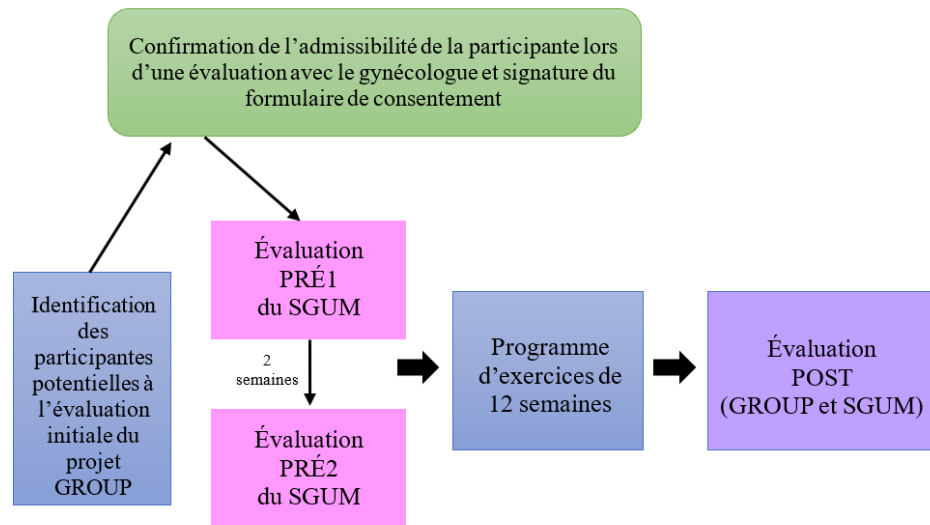 Confirmation de l’admissibilité de la participante lors
d’une évaluation avec le gynécologue et signature du
formulaire de consentement
Identification
des
participantes
potentielles à
l’évaluation
initiale du
projet
GROUP
Évaluation
PRÉ1
du SGUM
2
semaines
Évaluation
PRÉ2
du SGUM
Programme
d’exercices de
12 semaines
Évaluation
POST
(GROUP et SGUM)